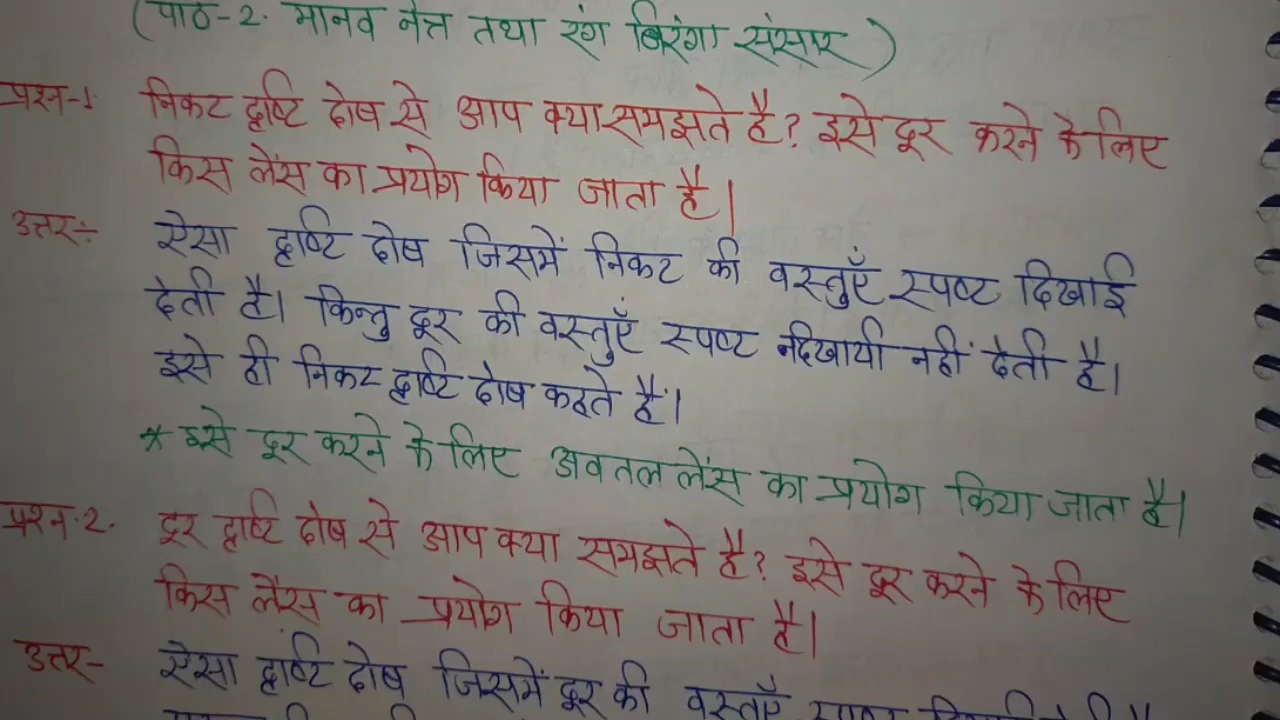 (पाठ-2. मानव नेत्र तथा रंग बिरंगा संसार)
प्रश्न-1. निकट दृष्टि दोष से आप क्या समझते है? इसे दूर करने के लिए
किस लेंस का प्रयोग किया जाता है।
उत्तर÷ ऐसा दृष्टि दोष जिसमें निकट की वस्तुएँ स्पष्ट दिखाई
देती है। किन्तु दूर की वस्तुएँ स्पष्ट दिखायी नहीं देती है।
इसे ही निकट दृष्टि दोष कहते हैं।
* इसे दूर करने के लिए अवतल लेंस का प्रयोग किया जाता है।
प्रश्न.2. दूर दृष्टि दोष से आप क्या समझते है? इसे दूर करने के लिए
किस लेंस का प्रयोग किया जाता है।
उत्तर- ऐसा दृष्टि दोष जिसमें दूर की वस्तुएँ स्पष्ट